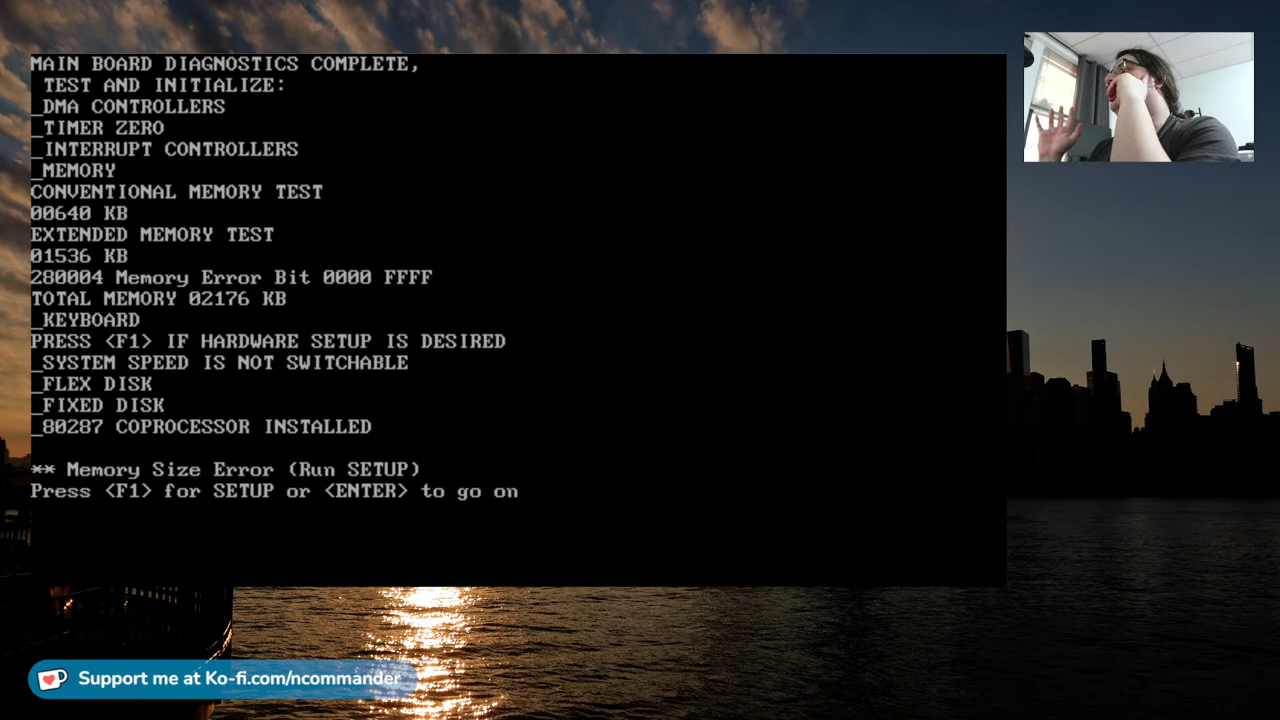 MAIN BOARD DIAGNOSTICS COMPLETE,
TEST AND INITIALIZE:
_DMA CONTROLLERS
_TIMER ZERO
_INTERRUPT CONTROLLERS
_MEMORY
CONVENTIONAL MEMORY TEST
00640 KB
EXTENDED MEMORY TEST
01536 KB
280004 Memory Error Bit 0000 FFFF
TOTAL MEMORY 02176 KB
_KEYBOARD
PRESS <F1> IF HARDWARE SETUP IS DESIRED
_SYSTEM SPEED IS NOT SWITCHABLE
_FLEX DISK
_FIXED DISK
_80287 COPROCESSOR INSTALLED
** Memory Size Error (Run SETUP)
Press <F1> for SETUP or <ENTER> to go on
Support me at Ko-fi.com/ncommander